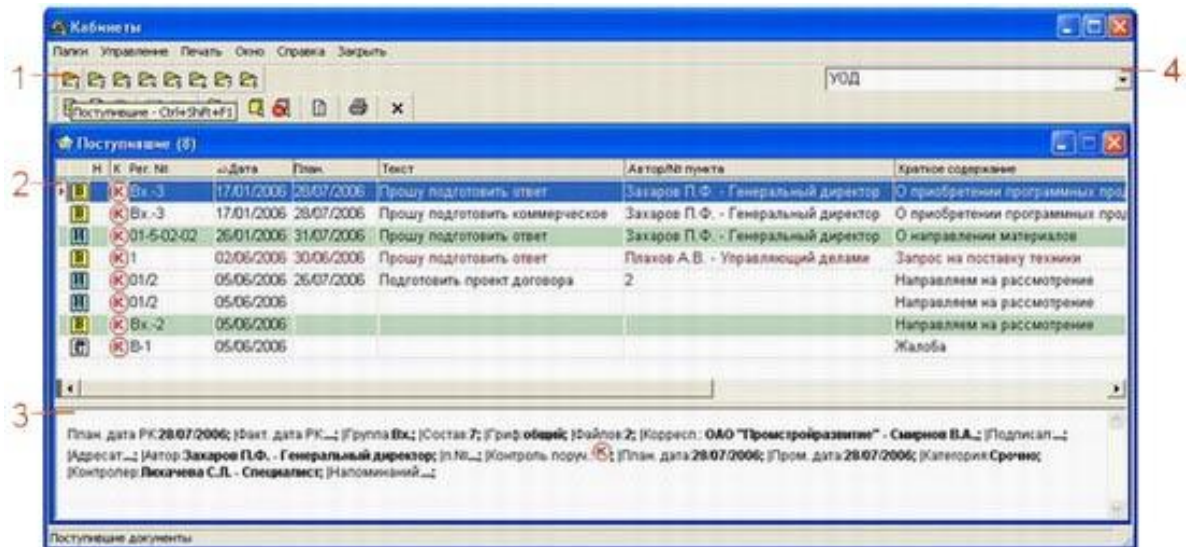 Кабинеты
Папки Управление Печать Окно Справка Закрыть
1
УОД
4
Поступившие - Ctrl+Shift+F1
Поступившие (8)
Н К Рег. № Дата План. Текст Автор/№ пункта Краткое содержание
2
В К Вх.-3 17/01/2006 28/07/2006 Прошу подготовить ответ Захаров П.Ф. - Генеральный директор О приобретении программных прод
В К Вх.-3 17/01/2006 28/07/2006 Прошу подготовить коммерческое Захаров П.Ф. - Генеральный директор О приобретении программных прод
Н К 01-5-02-02 26/01/2006 31/07/2006 Прошу подготовить ответ Захаров П.Ф. - Генеральный директор О направлении материалов
В К 1 02/06/2006 30/06/2006 Прошу подготовить ответ Плахов А.В. - Управляющий делами Запрос на поставку техники
Н К 01/2 05/06/2006 26/07/2006 Подготовить проект договора 2 Направляем на рассмотрение
Н К 01/2 05/06/2006 Направляем на рассмотрение
В К Вх.-2 05/06/2006 Направляем на рассмотрение
К В-1 05/06/2006 Жалоба
3
План. дата РК:28/07/2006; |Факт. дата РК:...; |Группа:Вх.; |Состав:7; |Гриф:общий; |Файлов:2; |Корресп.: ОАО "Промстройразвитие" - Смирнов В.А.; |Подписал:...;
|Адресат:...; |Автор:Захаров П.Ф. - Генеральный директор; |п.№:...; |Контроль поруч. К; |План. дата:28/07/2006; |Пром. дата:28/07/2006; |Категория:Срочно;
|Контролер:Лихачева С.Л. - Специалист; |Напоминаний:...;
Поступившие документы